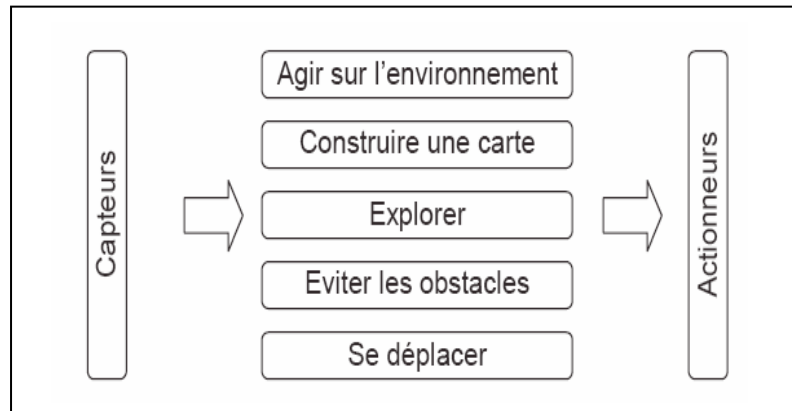 Capteurs
Agir sur l'environnement
Construire une carte
Explorer
Eviter les obstacles
Se déplacer
Actionneurs